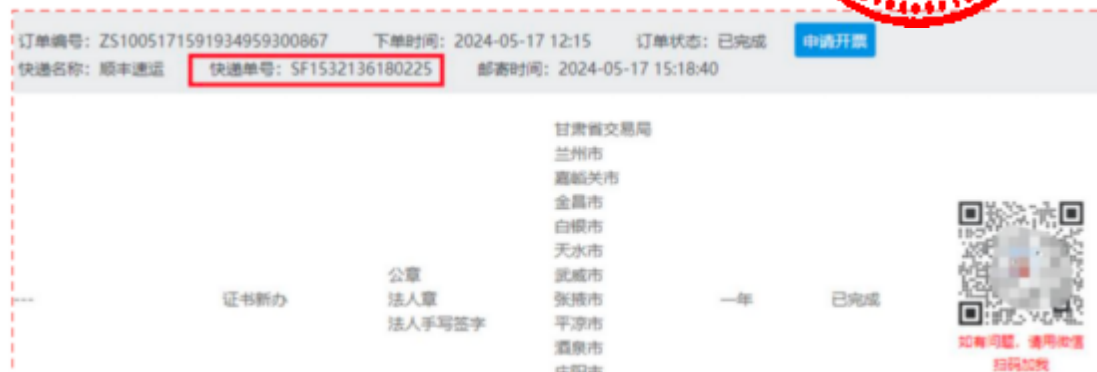 订单编号：ZS10051715919349593​00867 下单时间：2024-05-17 12:15 订单状态：已完成 申请开票
快递名称：顺丰速运 快递单号：SF1532136180225 邮寄时间：2024-05-17 15:18:40
甘肃省交易局
兰州市
嘉峪关市
金昌市
白银市
天水市
公章 武威市
--- 证书新办 法人章 张掖市 一年 已完成
法人手写签字 平凉市
酒泉市
庆阳市
如有问题，请用微信
扫码加我